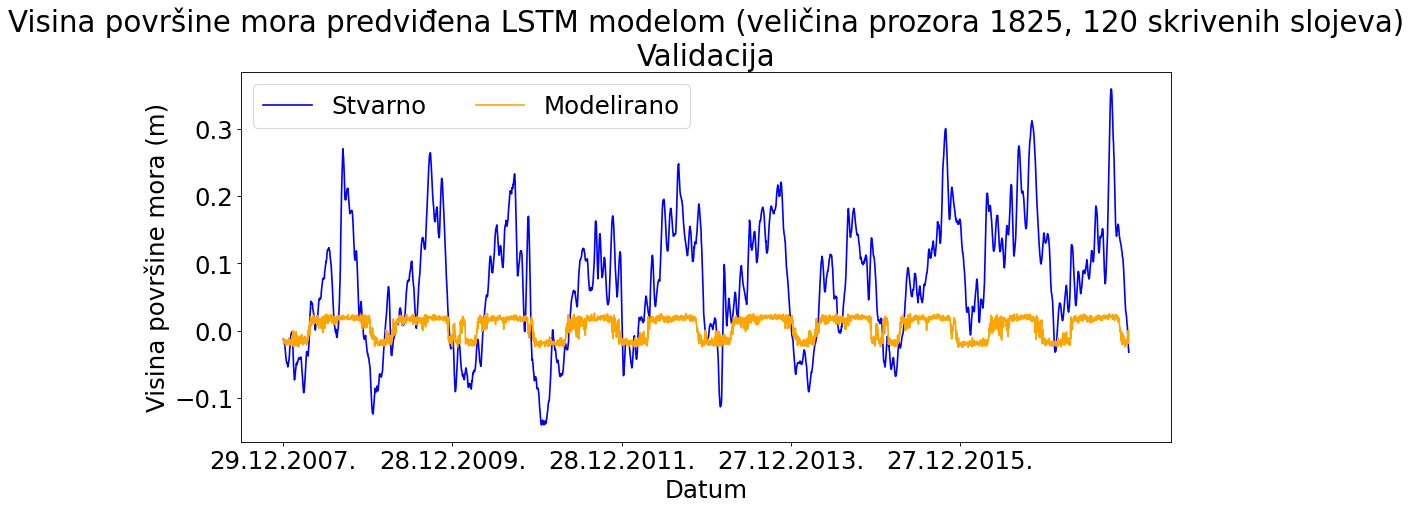 Visina površine mora predviđena LSTM modelom (veličina prozora 1825, 120 skrivenih slojeva)
Validacija
Stvarno Modelirano
Visina površine mora (m)
0.3
0.2
0.1
0.0
−0.1
29.12.2007. 28.12.2009. 28.12.2011. 27.12.2013. 27.12.2015.
Datum